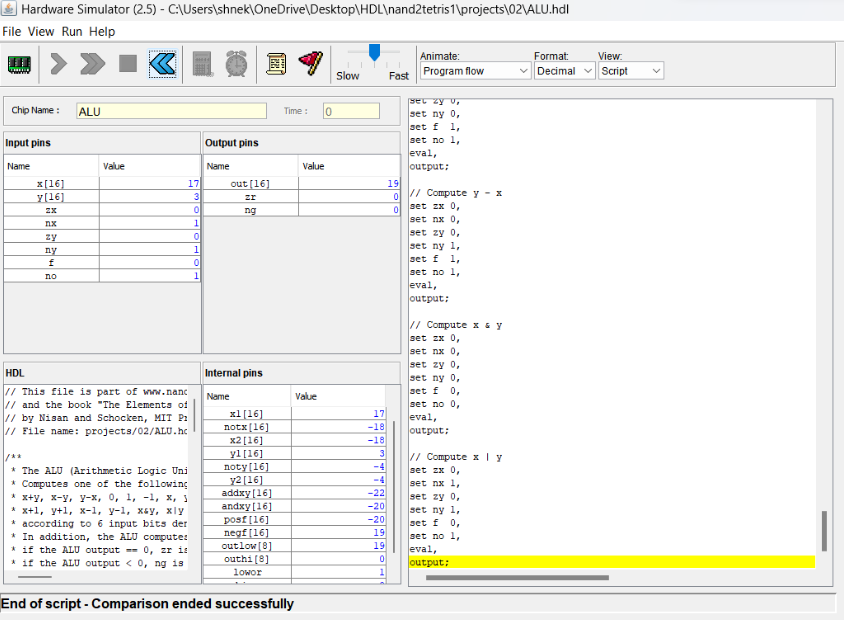 Hardware Simulator (2.5) - C:\Users\shnek\OneDrive\Desktop\HDL\nand2tetris1\projects\02\ALU.hdl
File View Run Help
Slow Fast
Animate:
Program flow
Format:
Decimal
View:
Script
Chip Name : ALU Time : 0
Input pins
Name Value
x[16] 17
y[16] 3
zx 0
nx 1
zy 0
ny 1
f 0
no 1
Output pins
Name Value
out[16] 19
zr 0
ng 0
HDL
// This file is part of www.nand
// and the book "The Elements of
// by Nisan and Schocken, MIT Pr
// File name: projects/02/ALU.hd
/**
* The ALU (Arithmetic Logic Uni
* Computes one of the following
* x+y, x-y, y-x, 0, 1, -1, x, y
* x+1, y+1, x-1, y-1, x&y, x|y
* according to 6 input bits den
* In addition, the ALU computes
* if the ALU output == 0, zr is
* if the ALU output < 0, ng is
Internal pins
Name Value
x1[16] 17
notx[16] -18
x2[16] -18
y1[16] 3
noty[16] -4
y2[16] -4
addxy[16] -22
andxy[16] -20
posf[16] -20
negf[16] 19
outlow[8] 19
outhi[8] 0
lowor 1
set zy 0,
set ny 0,
set f 1,
set no 1,
eval,
output;
// Compute y - x
set zx 0,
set nx 0,
set zy 0,
set ny 1,
set f 1,
set no 1,
eval,
output;
// Compute x & y
set zx 0,
set nx 0,
set zy 0,
set ny 0,
set f 0,
set no 0,
eval,
output;
// Compute x | y
set zx 0,
set nx 1,
set zy 0,
set ny 1,
set f 0,
set no 1,
eval,
output;
End of script - Comparison ended successfully